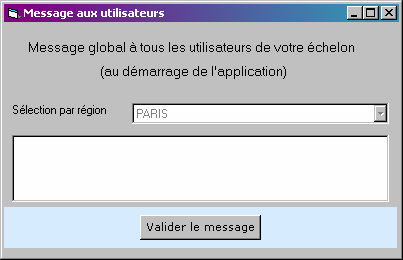 Message aux utilisateurs
Message global à tous les utilisateurs de votre échelon
(au démarrage de l'application)
Sélection par région
PARIS
Valider le message